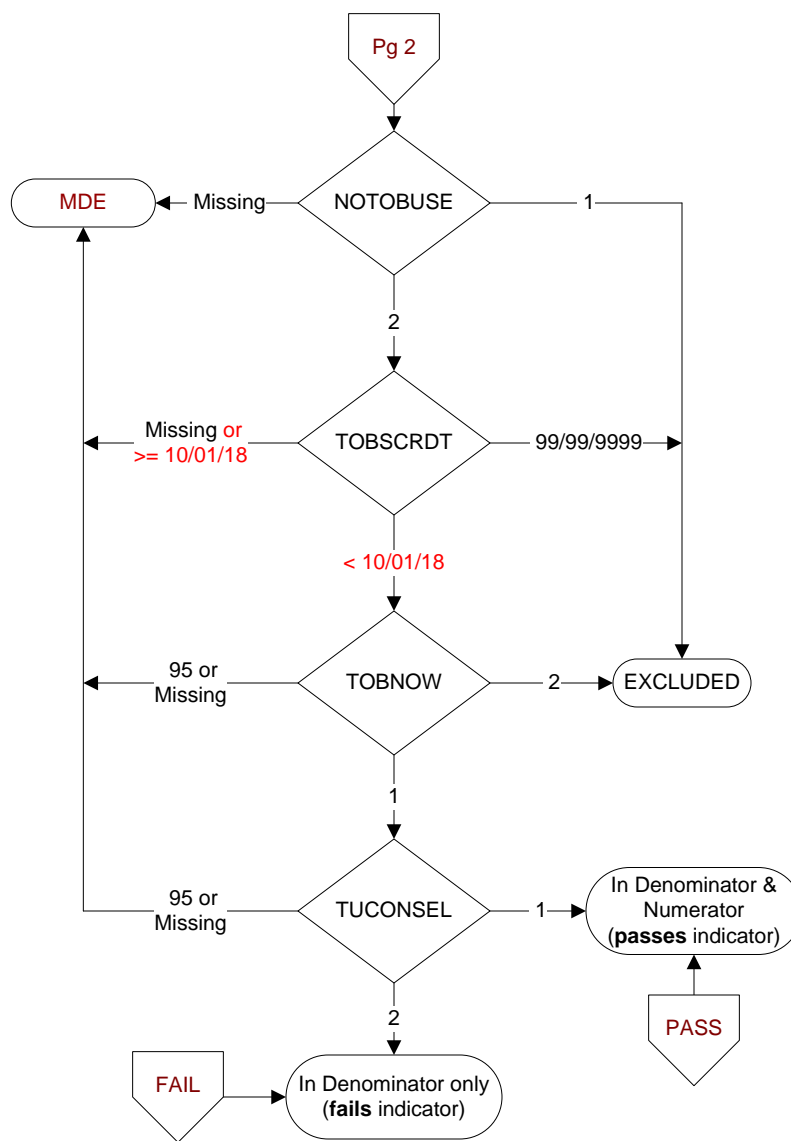 Pg 2
MDE
Missing
NOTOBUSE
1
2
Missing or
>= 10/01/18
TOBSCRDT
99/99/9999
< 10/01/18
95 or
Missing
TOBNOW
2
EXCLUDED
1
95 or
Missing
TUCONSEL
1
In Denominator &
Numerator
(passes indicator)
2
PASS
FAIL
In Denominator only
(fails indicator)